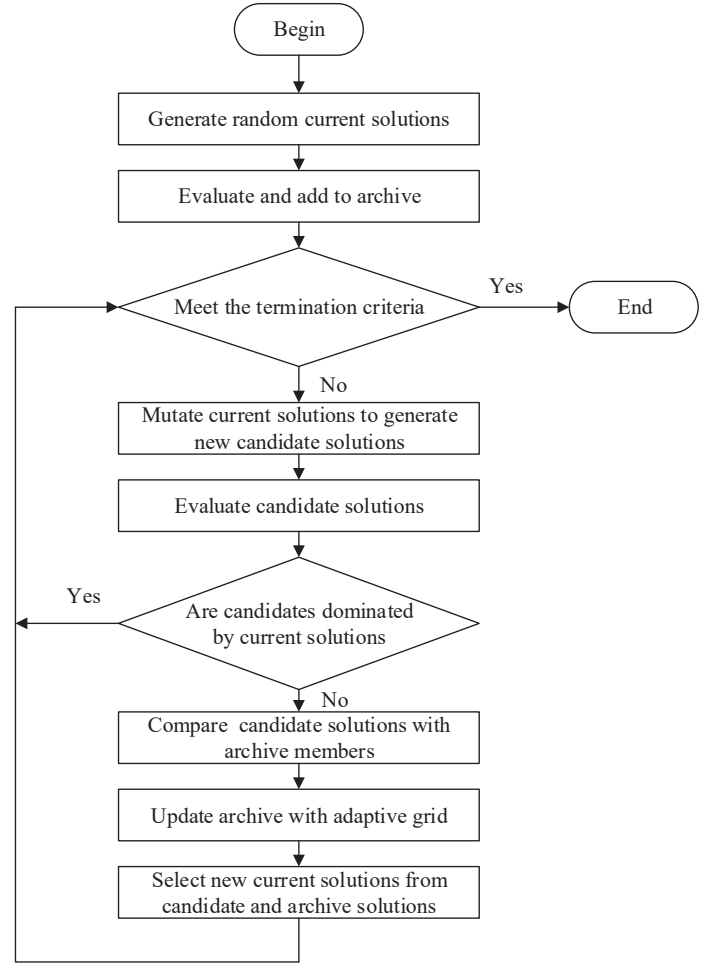 Begin
Generate random current solutions
Evaluate and add to archive
Meet the termination criteria
Yes
End
No
Mutate current solutions to generate
new candidate solutions
Evaluate candidate solutions
Yes
Are candidates dominated
by current solutions
No
Compare candidate solutions with
archive members
Update archive with adaptive grid
Select new current solutions from
candidate and archive solutions